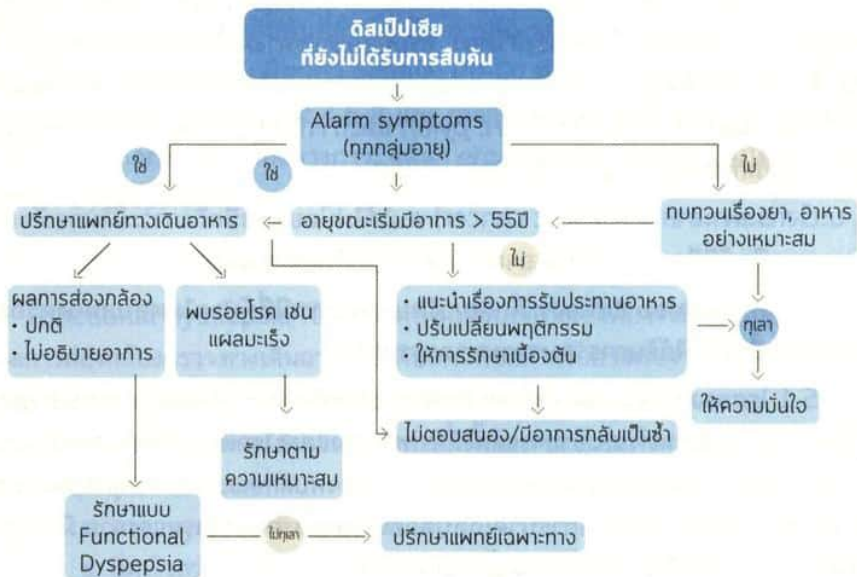 ดิสเป็ปเซีย
ที่ยังไม่ได้รับการสืบค้น
Alarm symptoms
(ทุกกลุ่มอายุ)
ใช่
ใช่
ไม่
ปรึกษาแพทย์ทางเดินอาหาร
อายุขณะเริ่มมีอาการ > 55ปี
ทบทวนเรื่องยา, อาหาร
อย่างเหมาะสม
ไม่
ผลการส่องกล้อง
• ปกติ
• ไม่อธิบายอาการ
พบรอยโรค เช่น
แผลมะเร็ง
• แนะนำเรื่องการรับประทานอาหาร
• ปรับเปลี่ยนพฤติกรรม
• ให้การรักษาเบื้องต้น
ทุเลา
ให้ความมั่นใจ
ไม่ตอบสนอง/มีอาการกลับเป็นซ้ำ
รักษาตาม
ความเหมาะสม
รักษาแบบ
Functional
Dyspepsia
ไม่ทุเลา
ปรึกษาแพทย์เฉพาะทาง